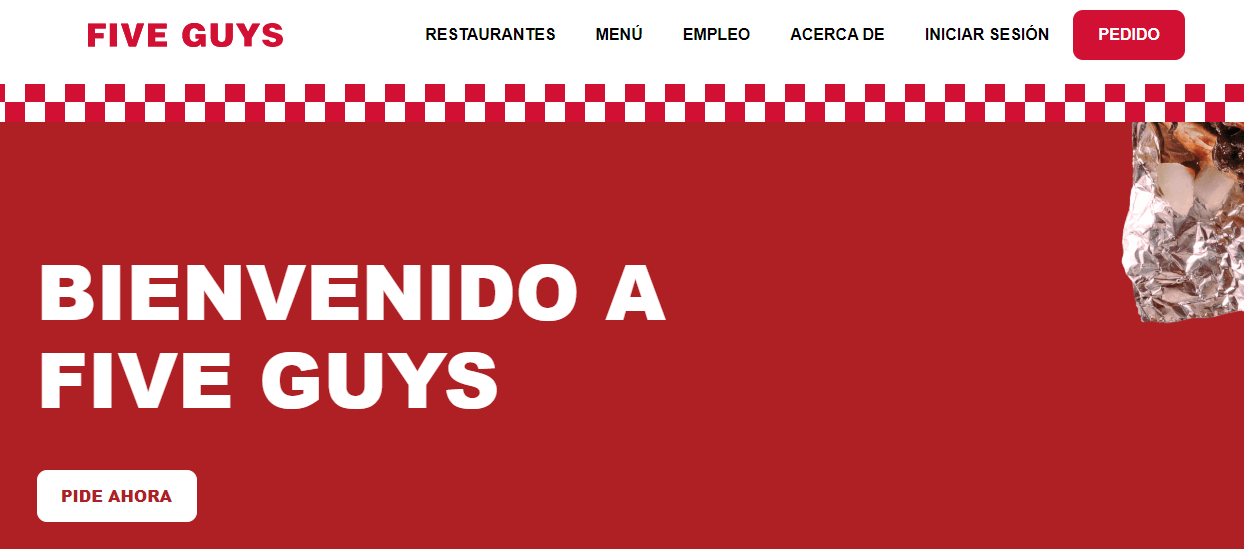 FIVE GUYS
RESTAURANTES
MENÚ
EMPLEO
ACERCA DE
INICIAR SESIÓN
PEDIDO
BIENVENIDO A
FIVE GUYS
PIDE AHORA